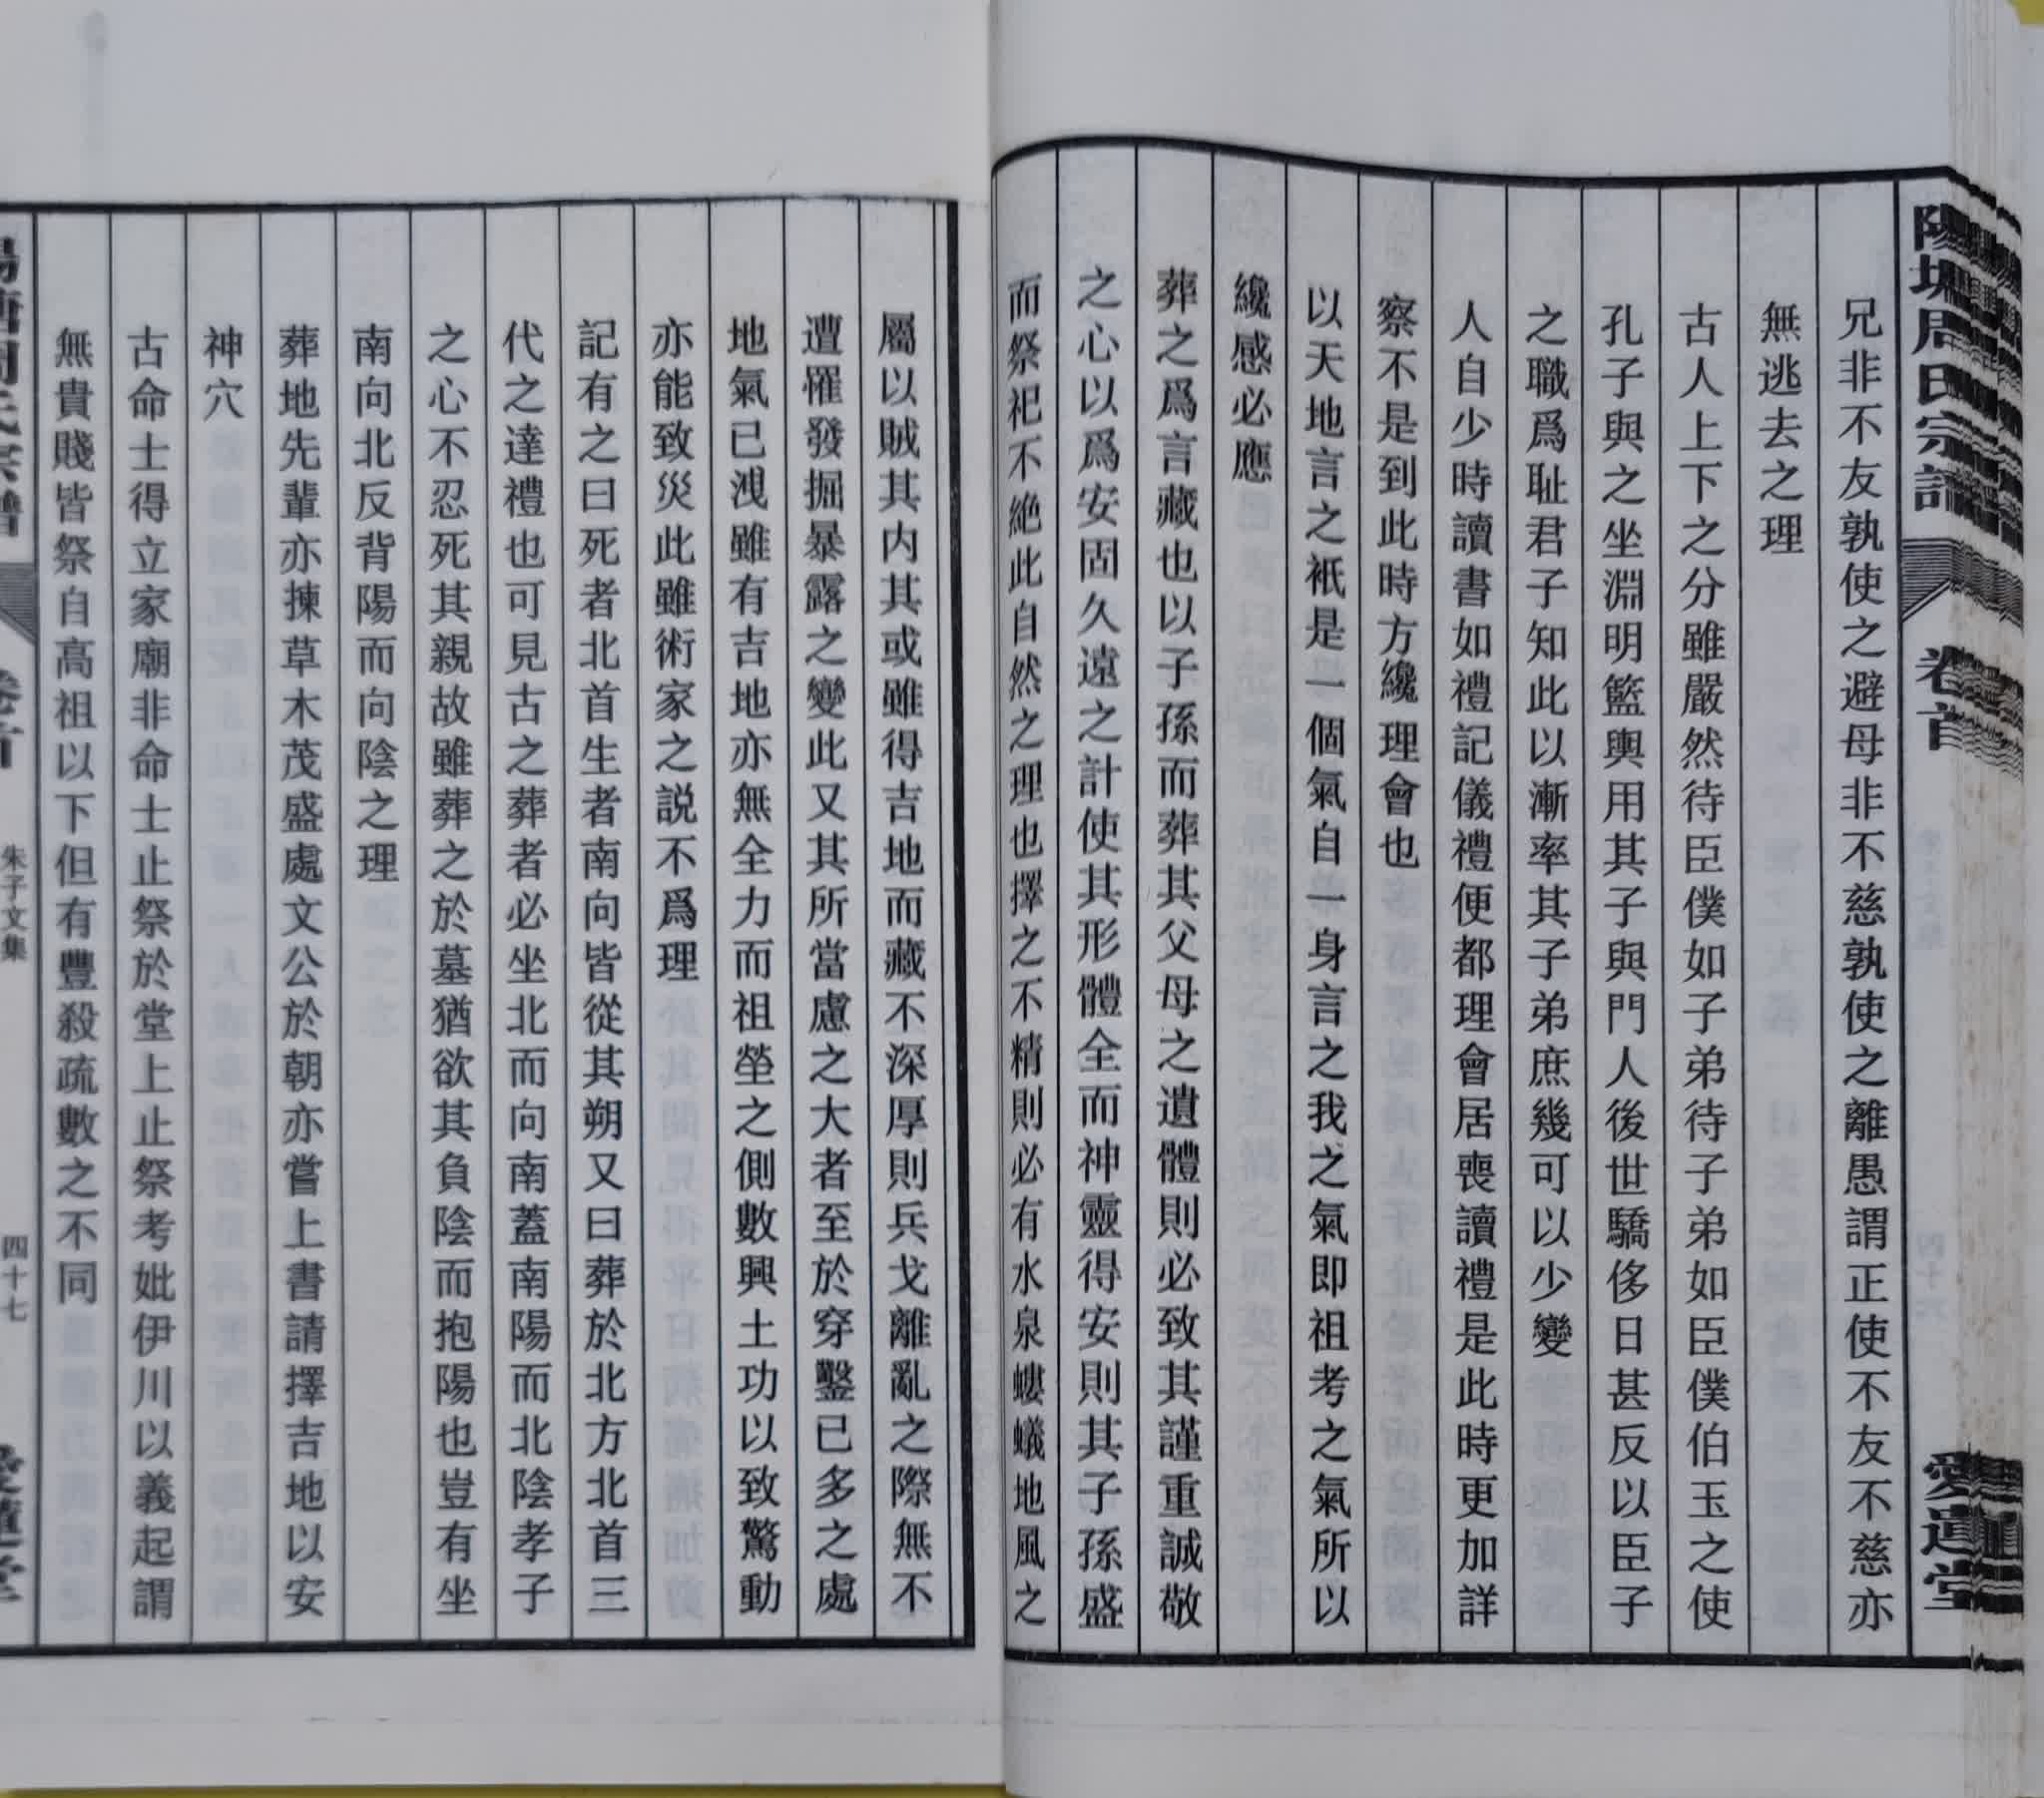 陽塘周氏宗譜
卷首
愛蓮堂
兄非不友孰使之避母非不慈孰使之離愚謂正使不友不慈亦
無逃去之理
古人上下之分雖嚴然待臣僕如子弟待子弟如臣僕伯玉之使
孔子與之坐淵明籃輿用其子與門人後世驕侈日甚反以臣子
之職爲耻君子知此以漸率其子弟庶幾可以少變
人自少時讀書如禮記儀禮便都理會居喪讀禮是此時更加詳
察不是到此時方纔理會也
以天地言之衹是一個氣自一身言之我之氣即祖考之氣所以
纔感必應
葬之爲言藏也以子孫而葬其父母之遺體則必致其謹重誠敬
之心以爲安固久遠之計使其形體全而神靈得安則其子孫盛
而祭祀不絶此自然之理也擇之不精則必有水泉螻蟻地風之
屬以賊其内其或雖得吉地而藏不深厚則兵戈離亂之際無不
遭罹發掘暴露之變此又其所當慮之大者至於穿鑿已多之處
地氣已洩雖有吉地亦無全力而祖塋之側數興土功以致驚動
亦能致災此雖術家之説不爲理
記有之曰死者北首生者南向皆從其朔又曰葬於北方北首三
代之達禮也可見古之葬者必坐北而向南蓋南陽而北陰孝子
之心不忍死其親故雖葬之於墓猶欲其負陰而抱陽也豈有坐
南向北反背陽而向陰之理
葬地先輩亦揀草木茂盛處文公於朝亦嘗上書請擇吉地以安
神穴
古命士得立家廟非命士止祭於堂上止祭考妣伊川以義起謂
無貴賤皆祭自高祖以下但有豐殺疏數之不同
朱子文集
四十七